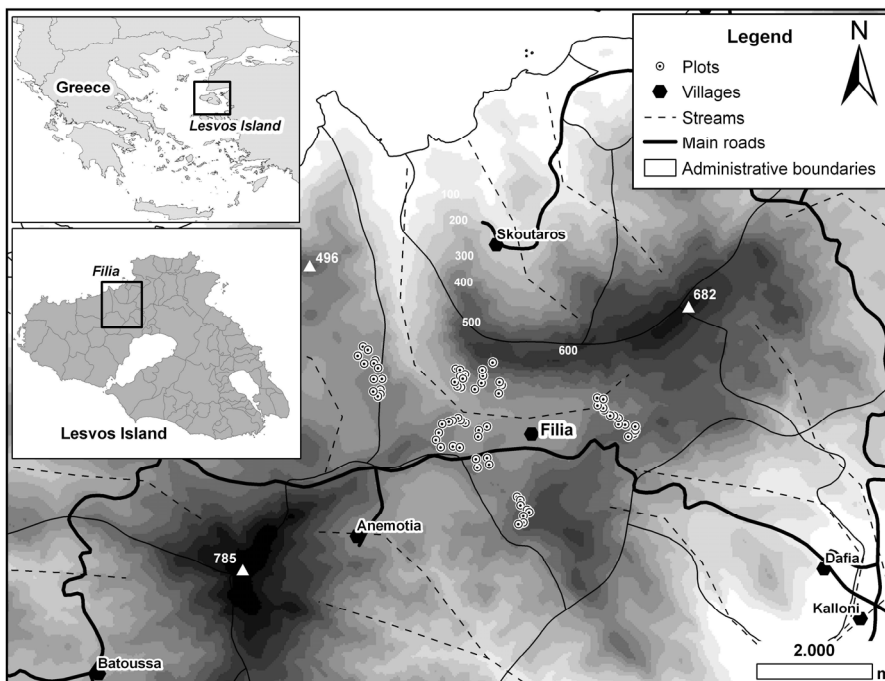 Greece
Lesvos Island
Filia
Lesvos Island
Legend
Plots
Villages
Streams
Main roads
Administrative boundaries
N
100
200
300
400
500
600
Skoutaros
496
682
Filia
Anemotia
785
Dafia
Kalloni
Batoussa
2.000
m